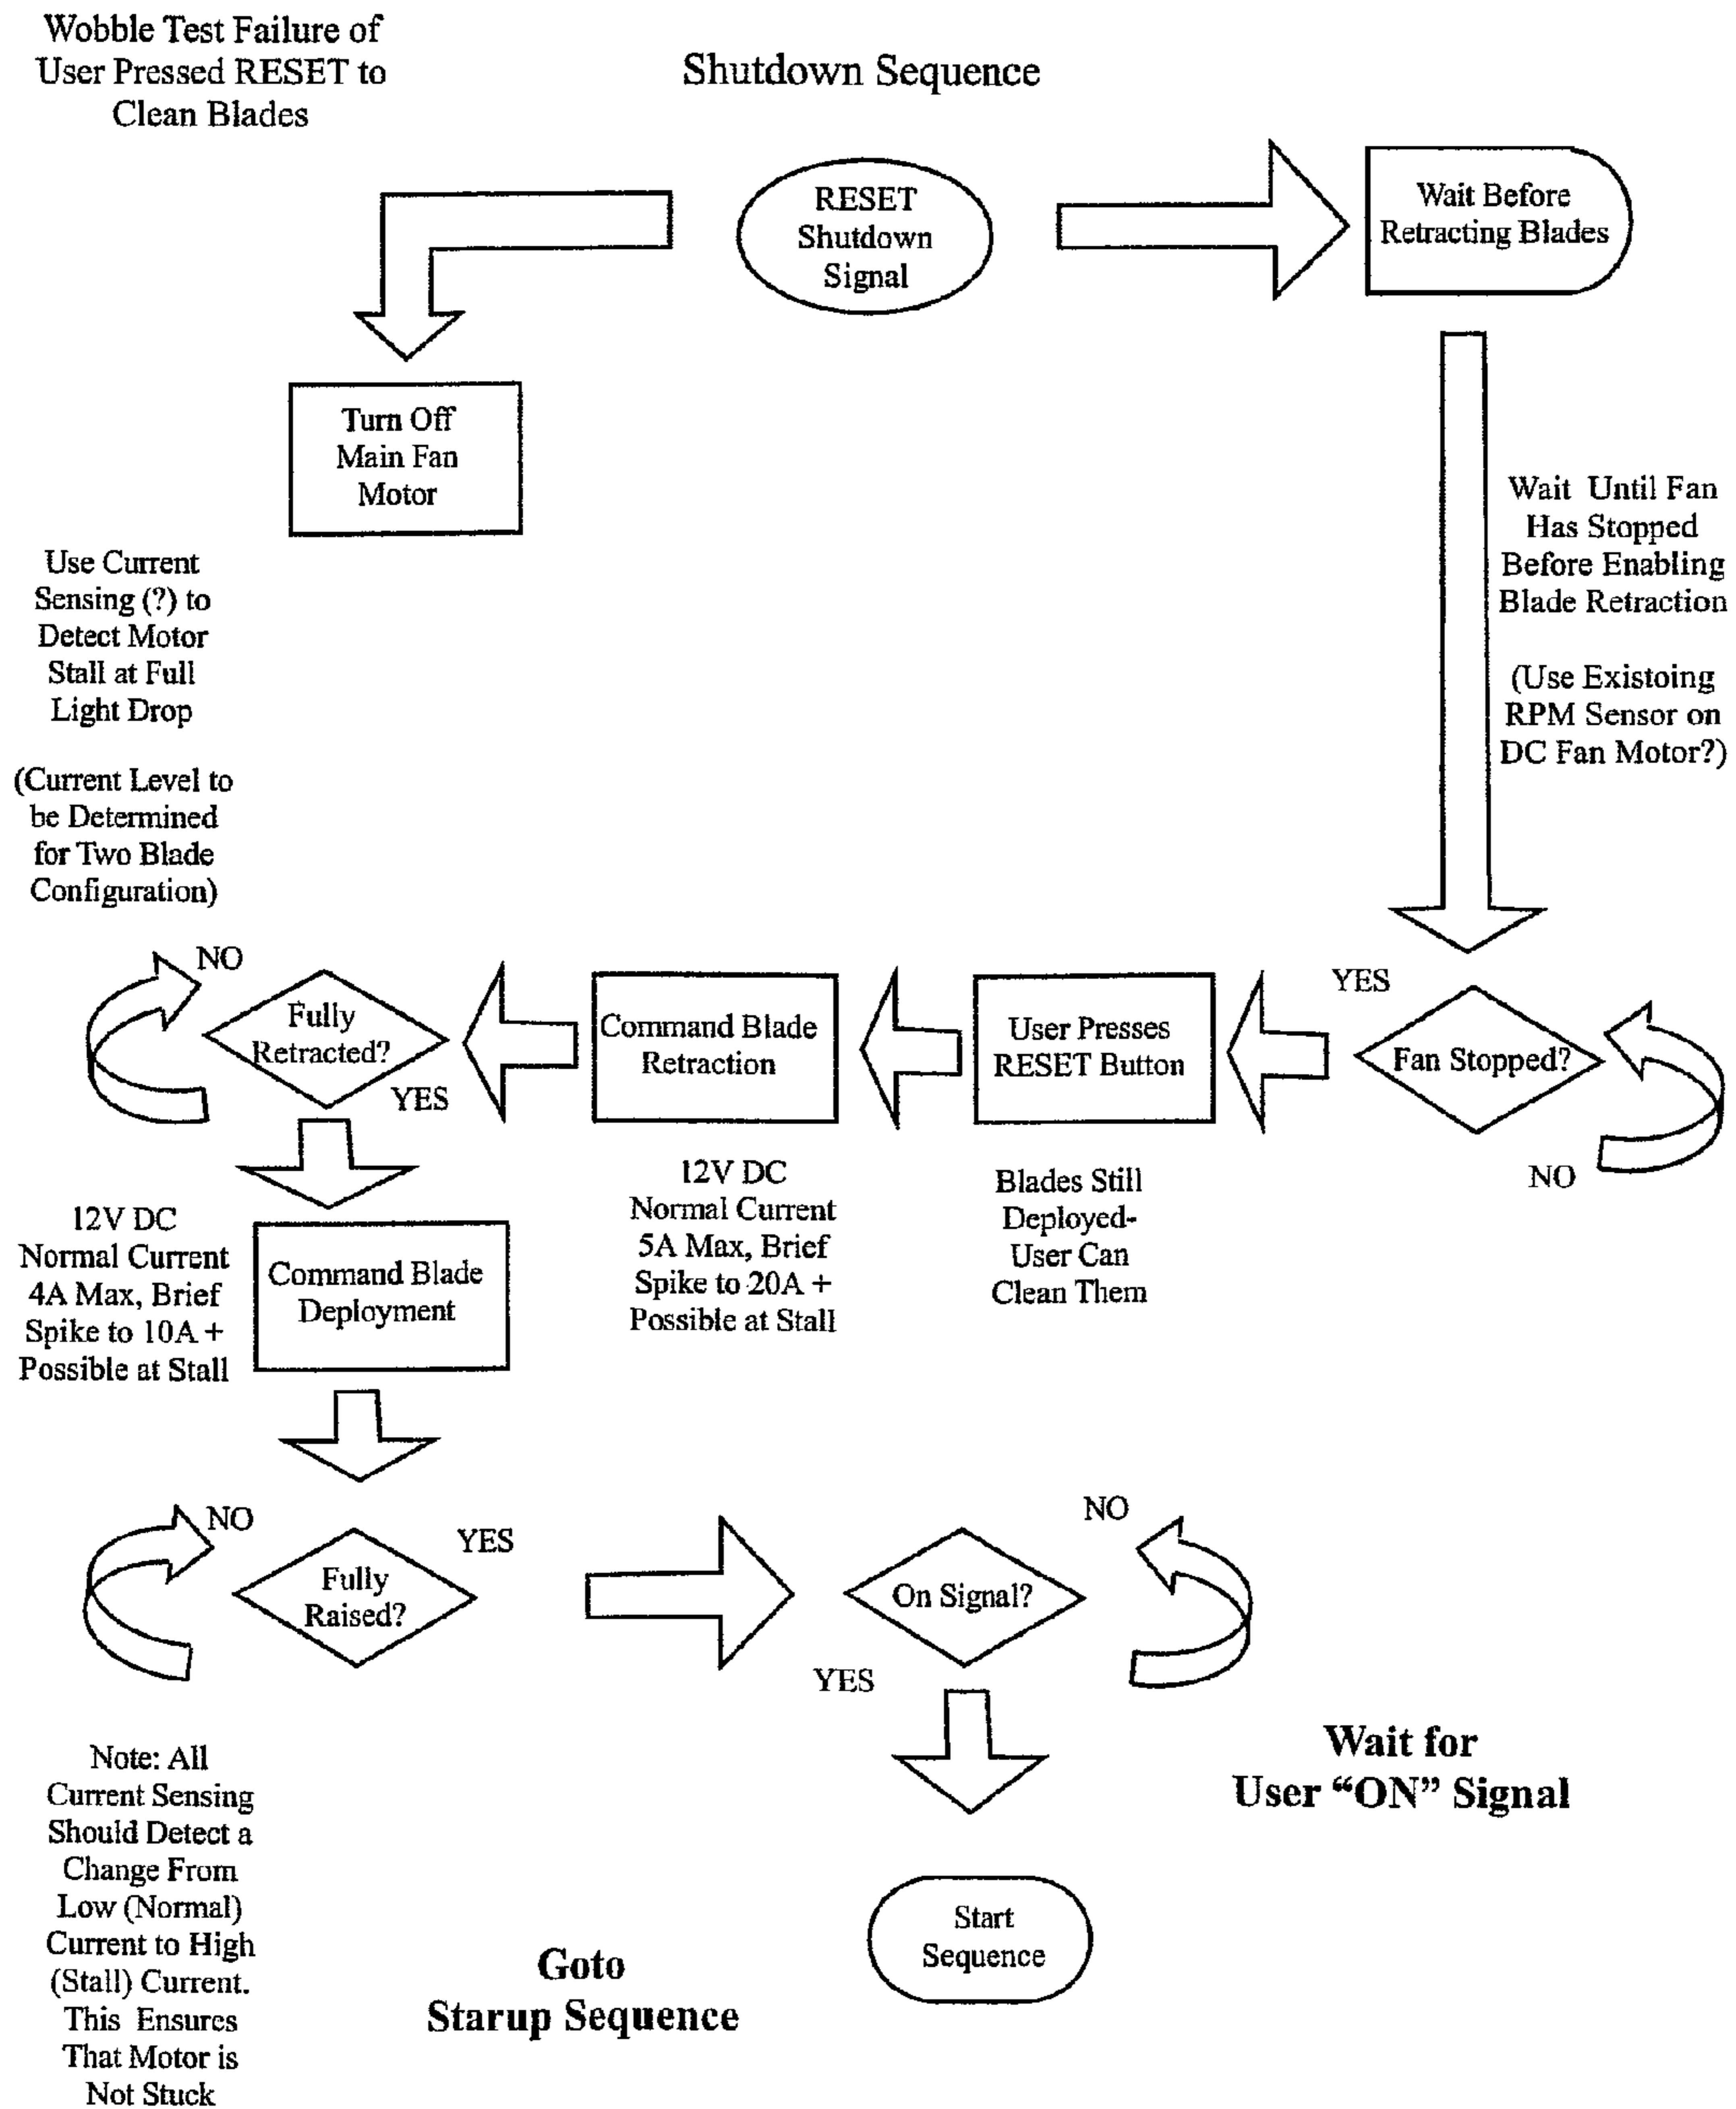 Wobble Test Failure of
User Pressed RESET to
Clean Blades
Shutdown Sequence
RESET
Shutdown
Signal
Wait Before
Retracting Blades
Turn Off
Main Fan
Motor
Wait Until Fan
Has Stopped
Before Enabling
Blade Retraction
(Use Existoing
RPM Sensor on
DC Fan Motor?)
Use Current
Sensing (?) to
Detect Motor
Stall at Full
Light Drop
(Current Level to
be Determined
for Two Blade
Configuration)
NO
Fully
Retracted?
YES
Command Blade
Retraction
User Presses
RESET Button
YES
Fan Stopped?
NO
12V DC
Normal Current
4A Max, Brief
Spike to 10A +
Possible at Stall
Command Blade
Deployment
12V DC
Normal Current
5A Max, Brief
Spike to 20A +
Possible at Stall
Blades Still
Deployed-
User Can
Clean Them
NO
Fully
Raised?
YES
On Signal?
NO
YES
Wait for
User “ON” Signal
Note: All
Current Sensing
Should Detect a
Change From
Low (Normal)
Current to High
(Stall) Current.
This Ensures
That Motor is
Not Stuck
Goto
Starup Sequence
Start
Sequence